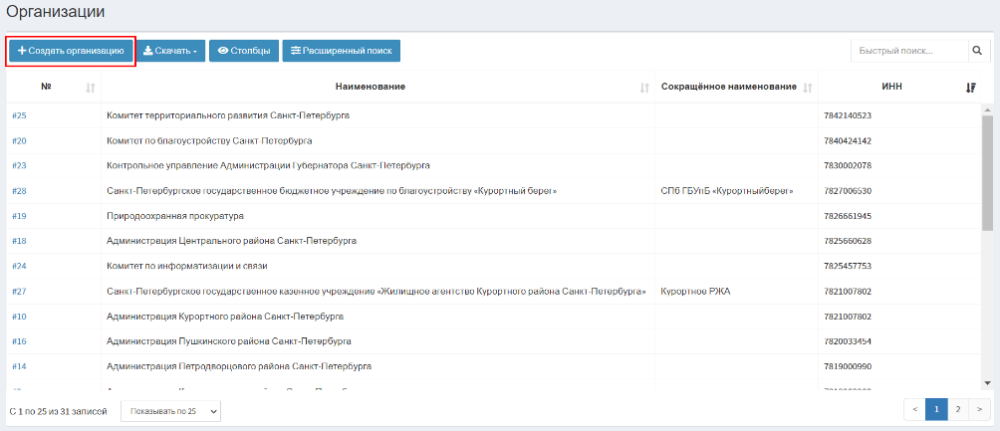 Организации
Создать организацию Скачать Столбцы Расширенный поиск Быстрый поиск...
№ Наименование Сокращённое наименование ИНН
#25 Комитет территориального развития Санкт-Петербурга 7842140523
#20 Комитет по благоустройству Санкт-Петербурга 7840424142
#23 Контрольное управление Администрации Губернатора Санкт-Петербурга 7830002078
#28 Санкт-Петербургское государственное бюджетное учреждение по благоустройству «Курортный берег» СПб ГБУпБ «Курортныйберег» 7827006530
#19 Природоохранная прокуратура 7826661945
#18 Администрация Центрального района Санкт-Петербурга 7825660628
#24 Комитет по информатизации и связи 7825457753
#27 Санкт-Петербургское государственное казенное учреждение «Жилищное агентство Курортного района Санкт-Петербурга» Курортное РЖА 7821007802
#10 Администрация Курортного района Санкт-Петербурга 7821007802
#16 Администрация Пушкинского района Санкт-Петербурга 7820033454
#14 Администрация Петродворцового района Санкт-Петербурга 7819000990
С 1 по 25 из 31 записей Показывать по 25 < 1 2 >